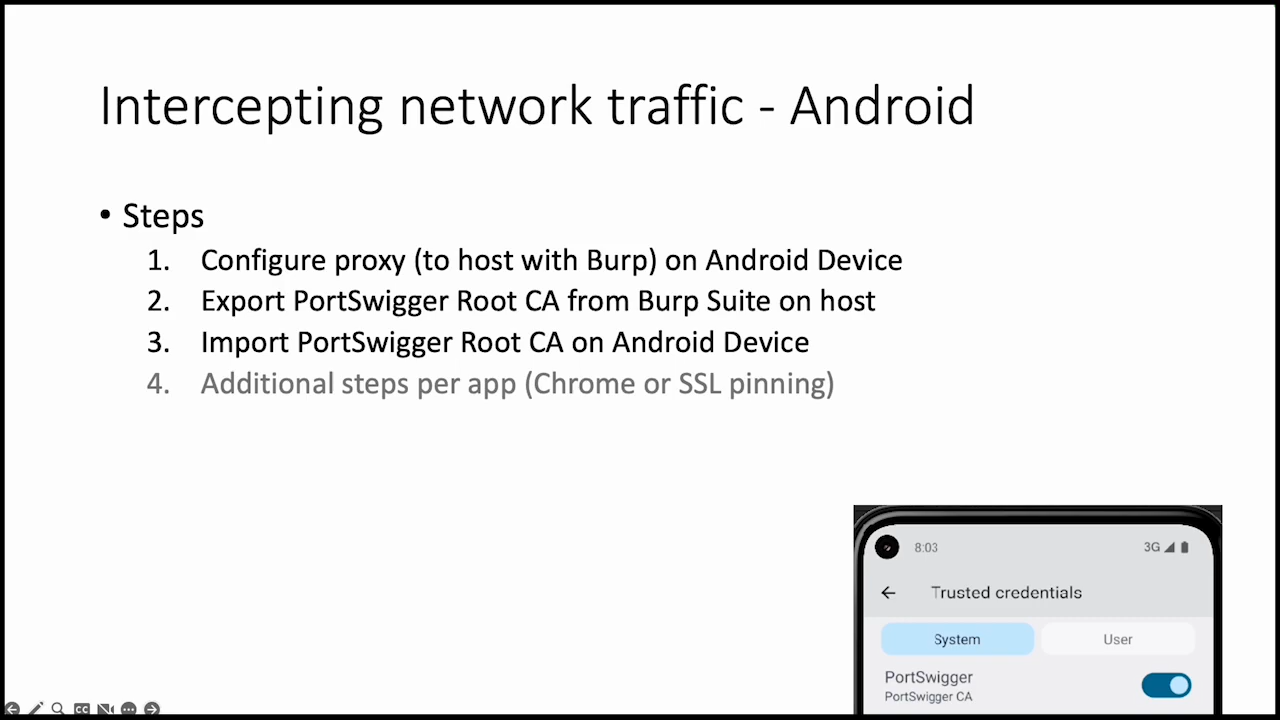 Intercepting network traffic - Android
• Steps
1. Configure proxy (to host with Burp) on Android Device
2. Export PortSwigger Root CA from Burp Suite on host
3. Import PortSwigger Root CA on Android Device
4. Additional steps per app (Chrome or SSL pinning)
8:03 3G
Trusted credentials
System User
PortSwigger
PortSwigger CA
CC